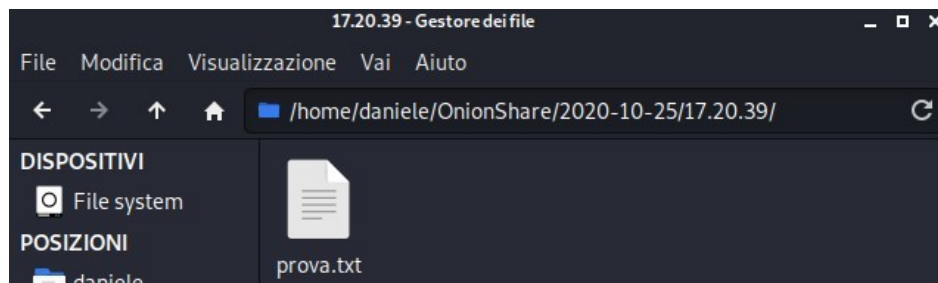 17.20.39 - Gestore dei file
File Modifica Visualizzazione Vai Aiuto
/home/daniele/OnionShare/2020-10-25/17.20.39/
DISPOSITIVI
File system
POSIZIONI
daniele
prova.txt